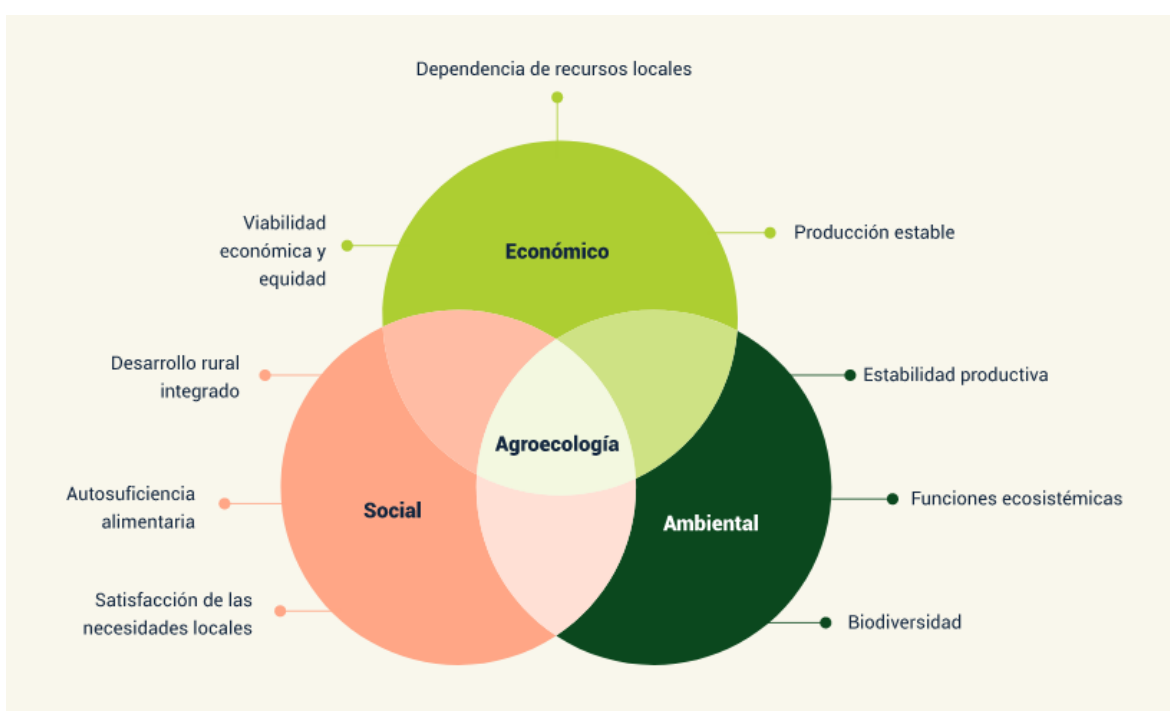 Dependencia de recursos locales
Viabilidad
económica y
equidad
Económico
Producción estable
Desarrollo rural
integrado
Estabilidad productiva
Agroecología
Autosuficiencia
alimentaria
Social
Ambiental
Funciones ecosistémicas
Satisfacción de las
necesidades locales
Biodiversidad